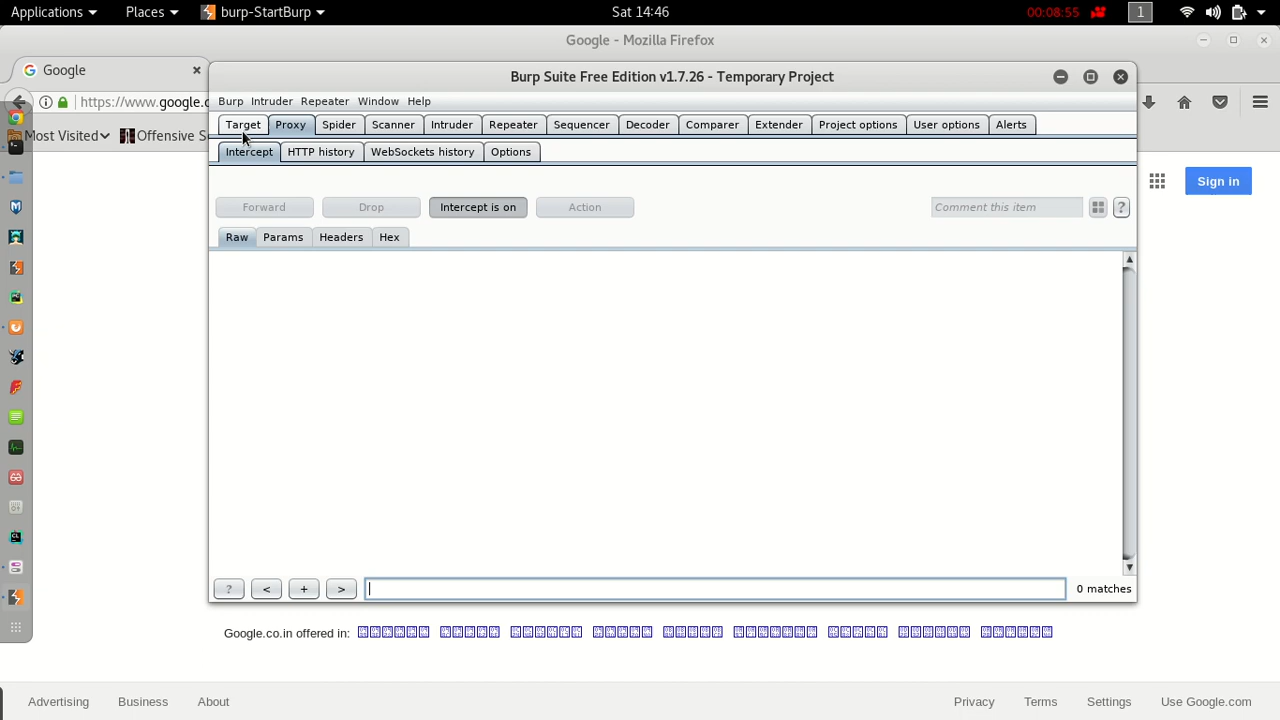 Applications Places burp-StartBurp Sat 14:46 00:08:55 1
Google - Mozilla Firefox
Google
https://www.google.c
Most Visited Offensive S
Sign in
Burp Suite Free Edition v1.7.26 - Temporary Project
Burp Intruder Repeater Window Help
Target Proxy Spider Scanner Intruder Repeater Sequencer Decoder Comparer Extender Project options User options Alerts
Intercept HTTP history WebSockets history Options
Forward Drop Intercept is on Action Comment this item ?
Raw Params Headers Hex
? < + > 0 matches
Google.co.in offered in:
Advertising Business About Privacy Terms Settings Use Google.com